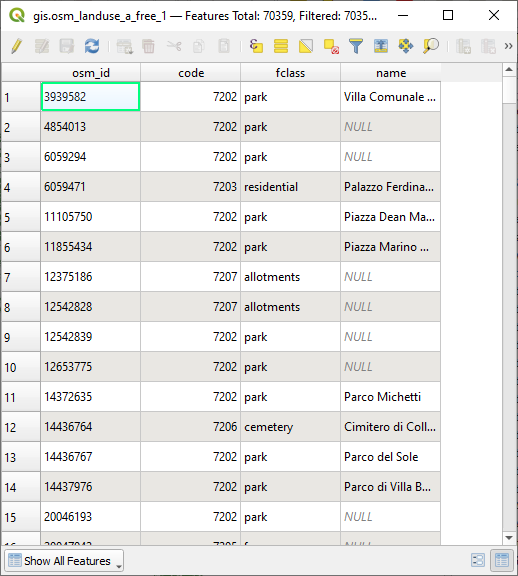 gis.osm_landuse_a_free_1 — Features Total: 70359, Filtered: 7035...
osm_id code fclass name
1 3939582 7202 park Villa Comunale ...
2 4854013 7202 park NULL
3 6059294 7202 park NULL
4 6059471 7203 residential Palazzo Ferdina...
5 11105750 7202 park Piazza Dean Ma...
6 11855434 7202 park Piazza Marino ...
7 12375186 7207 allotments NULL
8 12542828 7207 allotments NULL
9 12542839 7202 park NULL
10 12653775 7202 park NULL
11 14372635 7202 park Parco Michetti
12 14436764 7206 cemetery Cimitero di Coll...
13 14436767 7202 park Parco del Sole
14 14437976 7202 park Parco di Villa B...
15 20046193 7202 park NULL
Show All Features